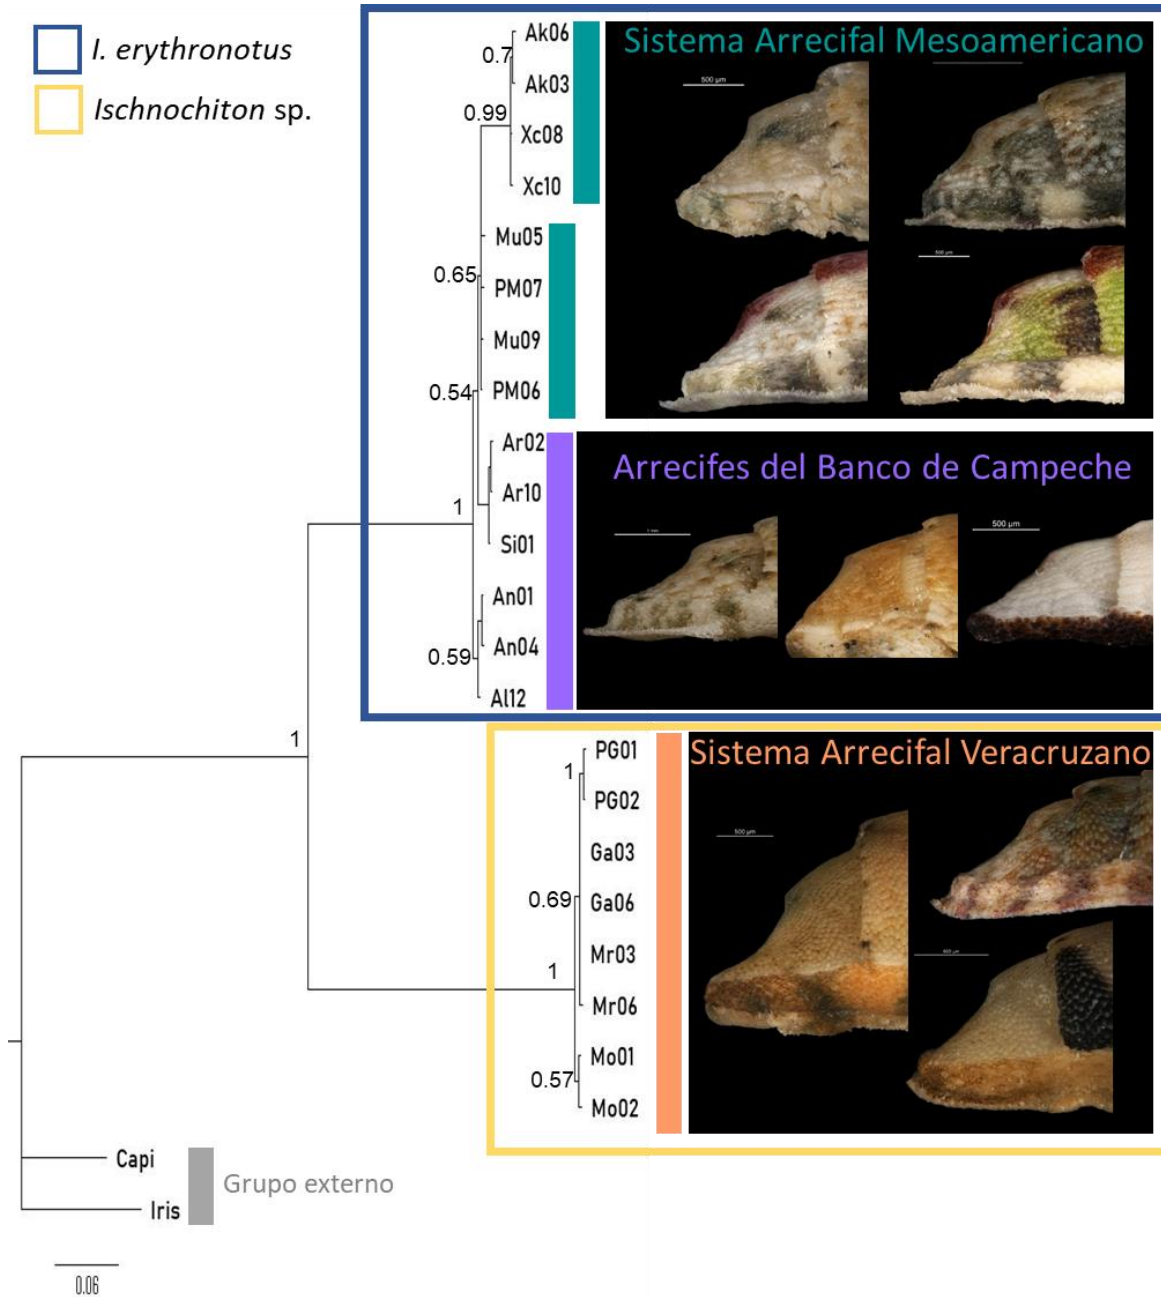 I. erythronotus
Ischnochiton sp.
Sistema Arrecifal Mesoamericano
500 µm
Ak06
0.7
Ak03
0.99
Xc08
Xc10
Mu05
0.65
PM07
Mu09
0.54
PM06
Arrecifes del Banco de Campeche
500 µm
Ar02
Ar10
1
Si01
An01
An04
0.59
Al12
Sistema Arrecifal Veracruzano
500 µm
1
PG01
1
PG02
Ga03
0.69
Ga06
Mr03
1
Mr06
Mo01
0.57
Mo02
Capi
Grupo externo
Iris
0.06